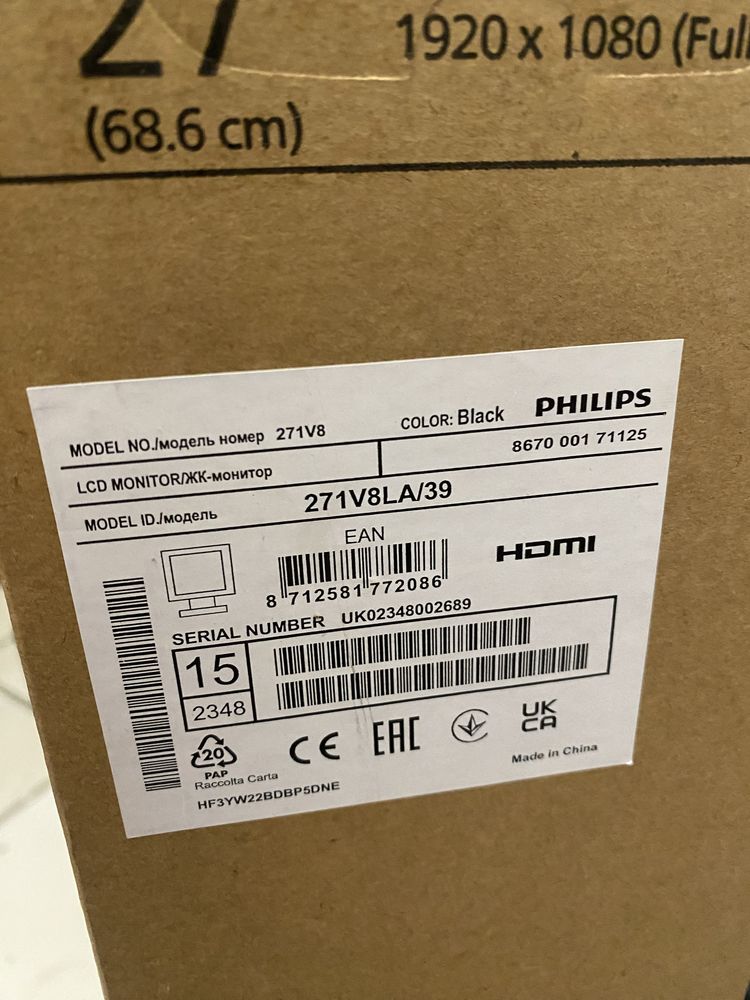 27
1920 x 1080 (Full
(68.6 cm)
MODEL NO./модель номер 271V8 COLOR: Black PHILIPS
LCD MONITOR/ЖК-монитор 8670 001 71125
MODEL ID./модель 271V8LA/39
EAN
HDMI
8 712581 772086
SERIAL NUMBER UK02348002689
15
2348
20
PAP
Raccolta Carta
CE EAC UK
CA
Made in China
HF3YW22BDBP5DNE